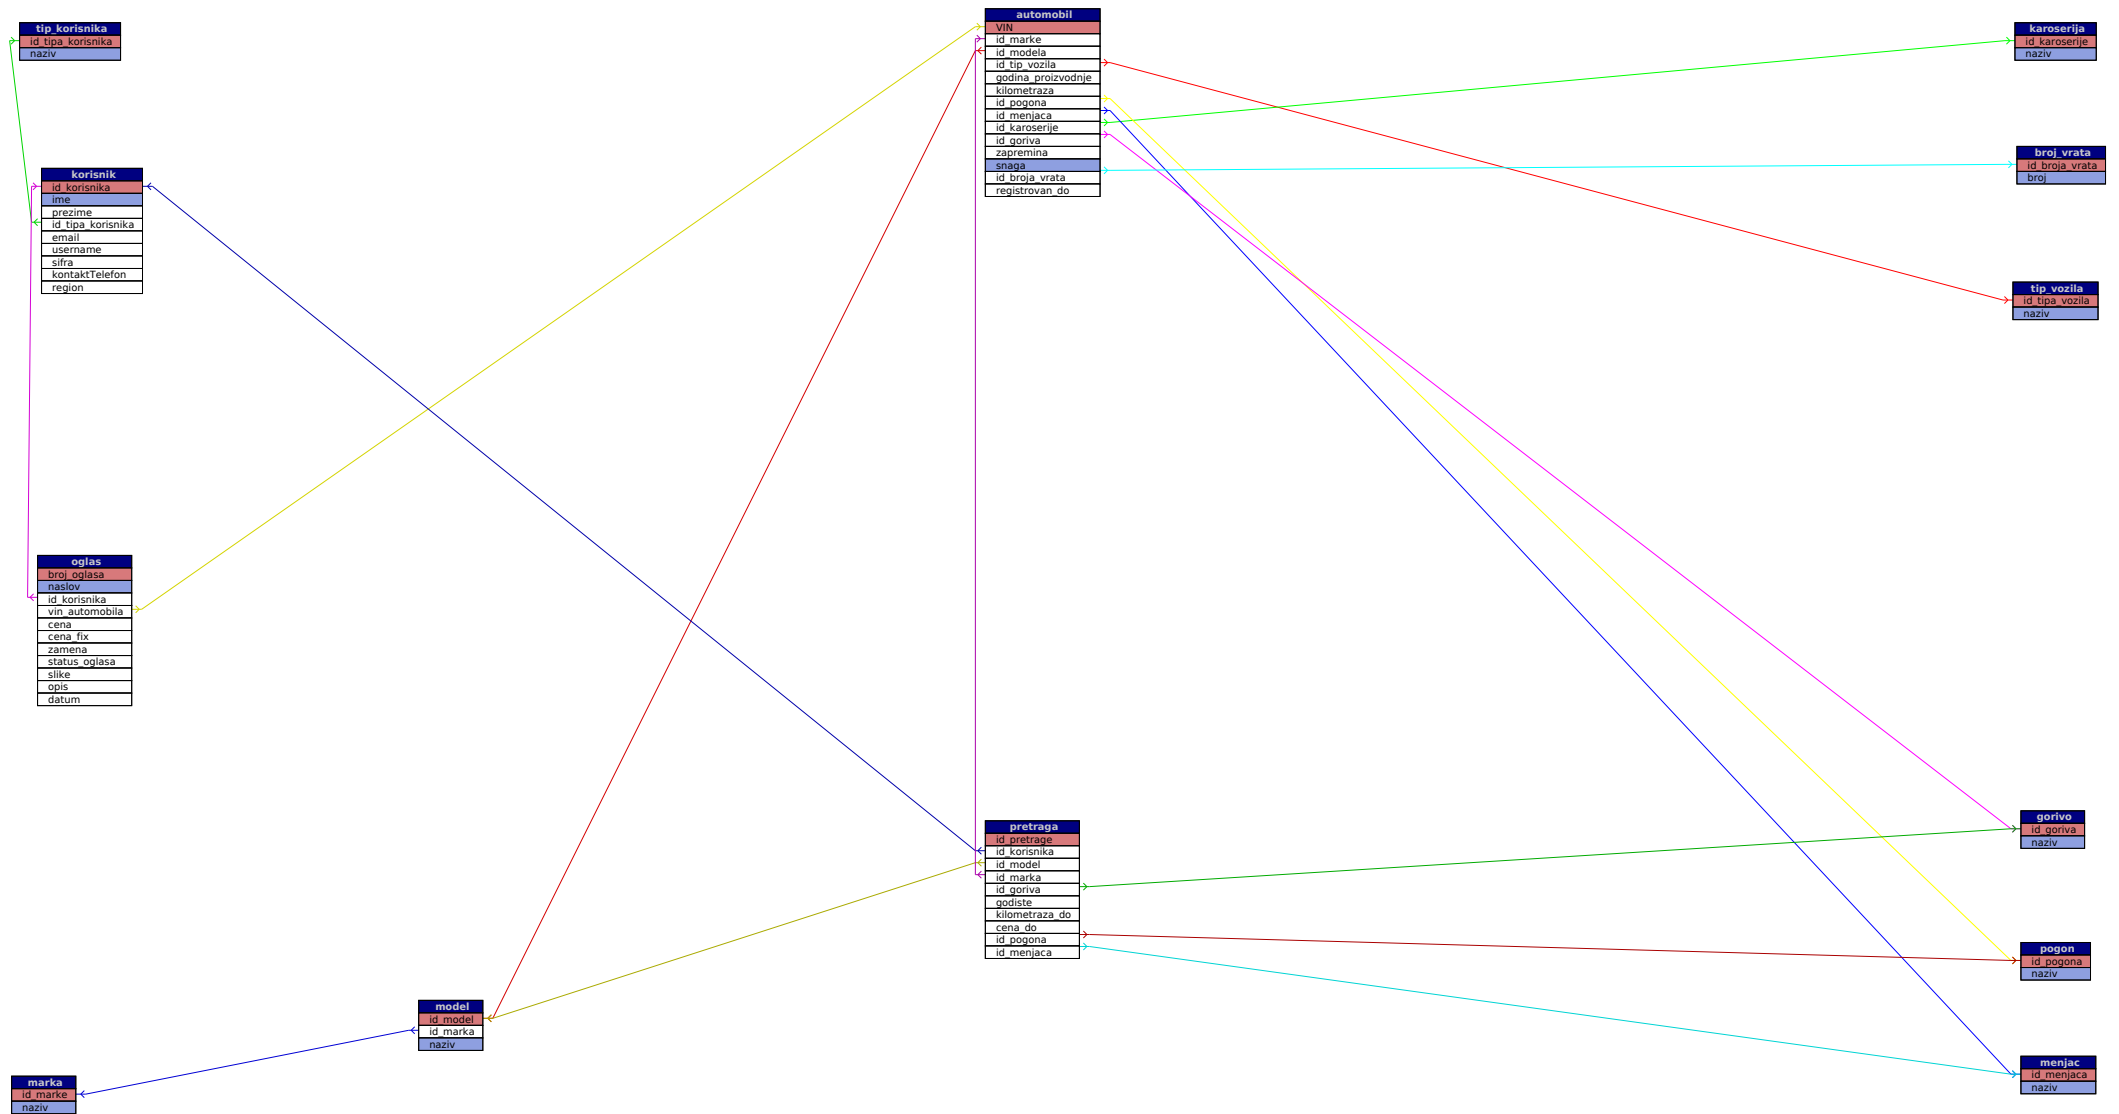 tip_korisnika
id_tipa_korisnika
naziv
korisnik
id_korisnika
ime
prezime
id_tipa_korisnika
email
username
sifra
kontaktTelefon
region
oglas
broj_oglasa
naslov
id_korisnika
vin_automobila
cena
cena_fix
zamena
status_oglasa
slike
opis
datum
marka
id_marke
naziv
model
id_model
id_marka
naziv
automobil
VIN
id_marke
id_modela
id_tip_vozila
godina_proizvodnje
kilometraza
id_pogona
id_menjaca
id_karoserije
id_goriva
zapremina
snaga
id_broja_vrata
registrovan_do
pretraga
id_pretrage
id_korisnika
id_model
id_marka
id_goriva
godiste
kilometraza_do
cena_do
id_pogona
id_menjaca
karoserija
id_karoserije
naziv
broj_vrata
id_broja_vrata
broj
tip_vozila
id_tipa_vozila
naziv
gorivo
id_goriva
naziv
pogon
id_pogona
naziv
menjac
id_menjaca
naziv